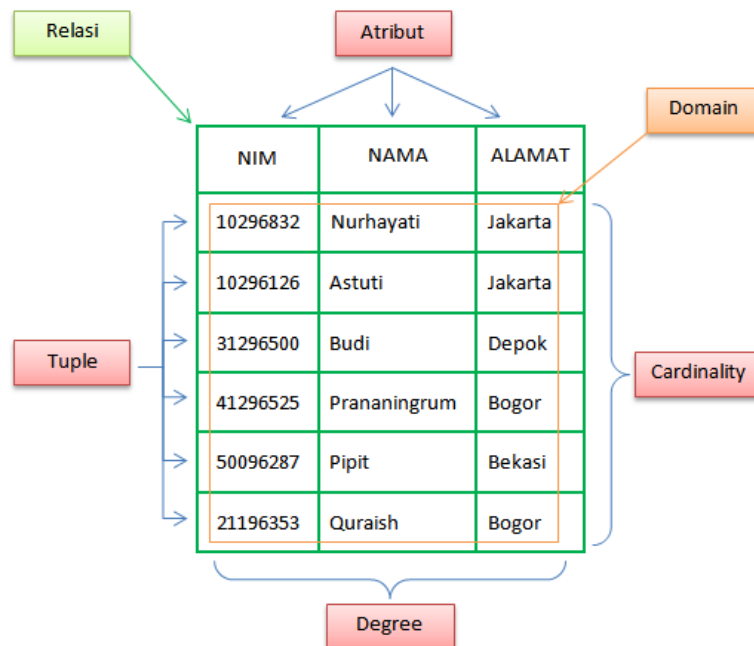 Relasi
Atribut
Domain
NIM NAMA ALAMAT
10296832 Nurhayati Jakarta
10296126 Astuti Jakarta
31296500 Budi Depok
Tuple
Cardinality
41296525 Prananingrum Bogor
50096287 Pipit Bekasi
21196353 Quraish Bogor
Degree